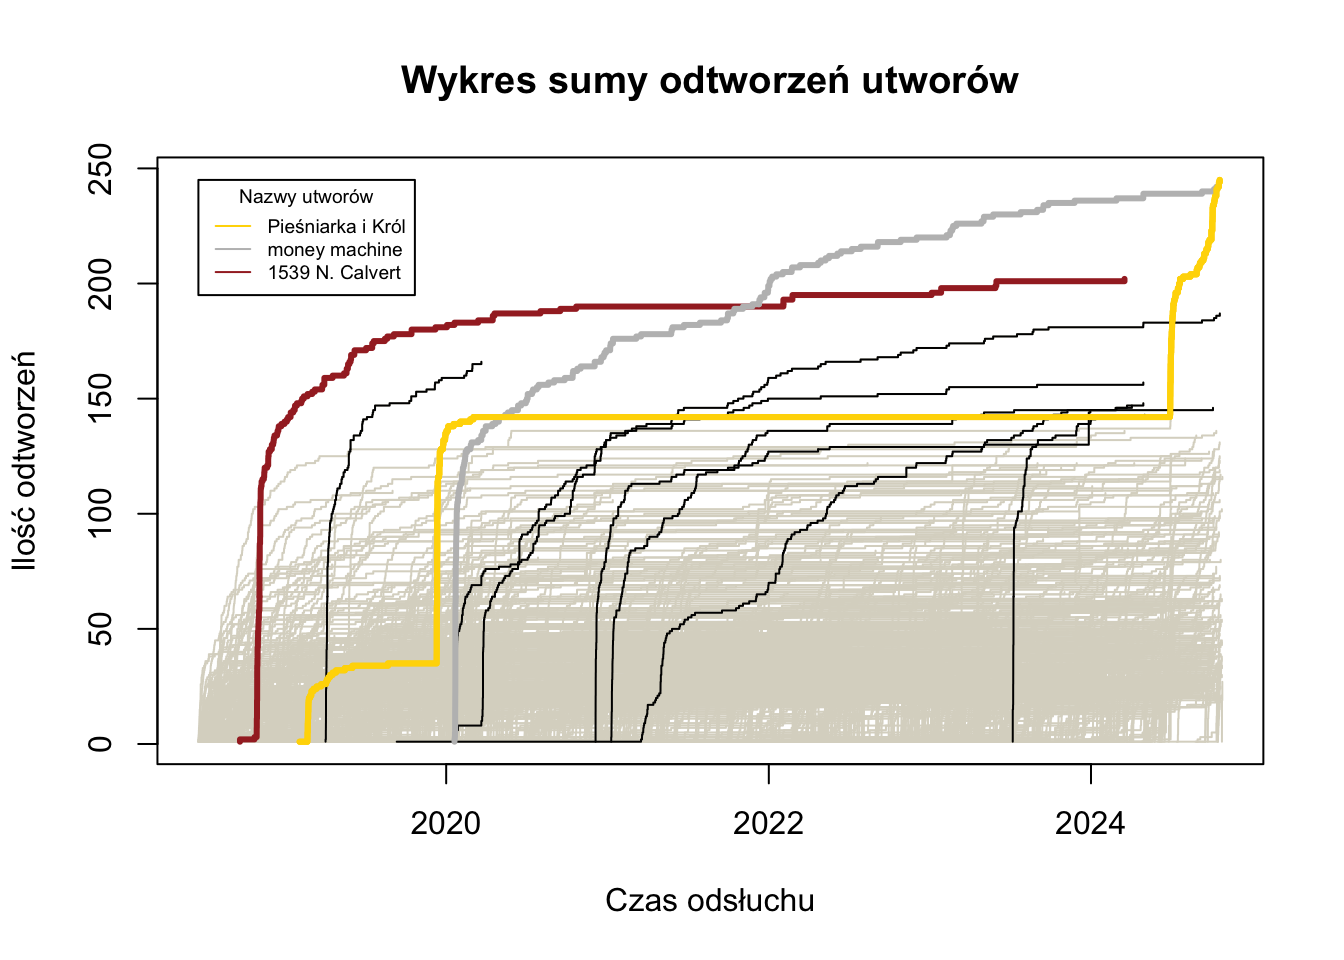 Wykres sumy odtworzeń utworów
Ilość odtworzeń
250
200
150
100
50
0
Nazwy utworów
Pieśniarka i Król
money machine
1539 N. Calvert
2020 2022 2024
Czas odsłuchu